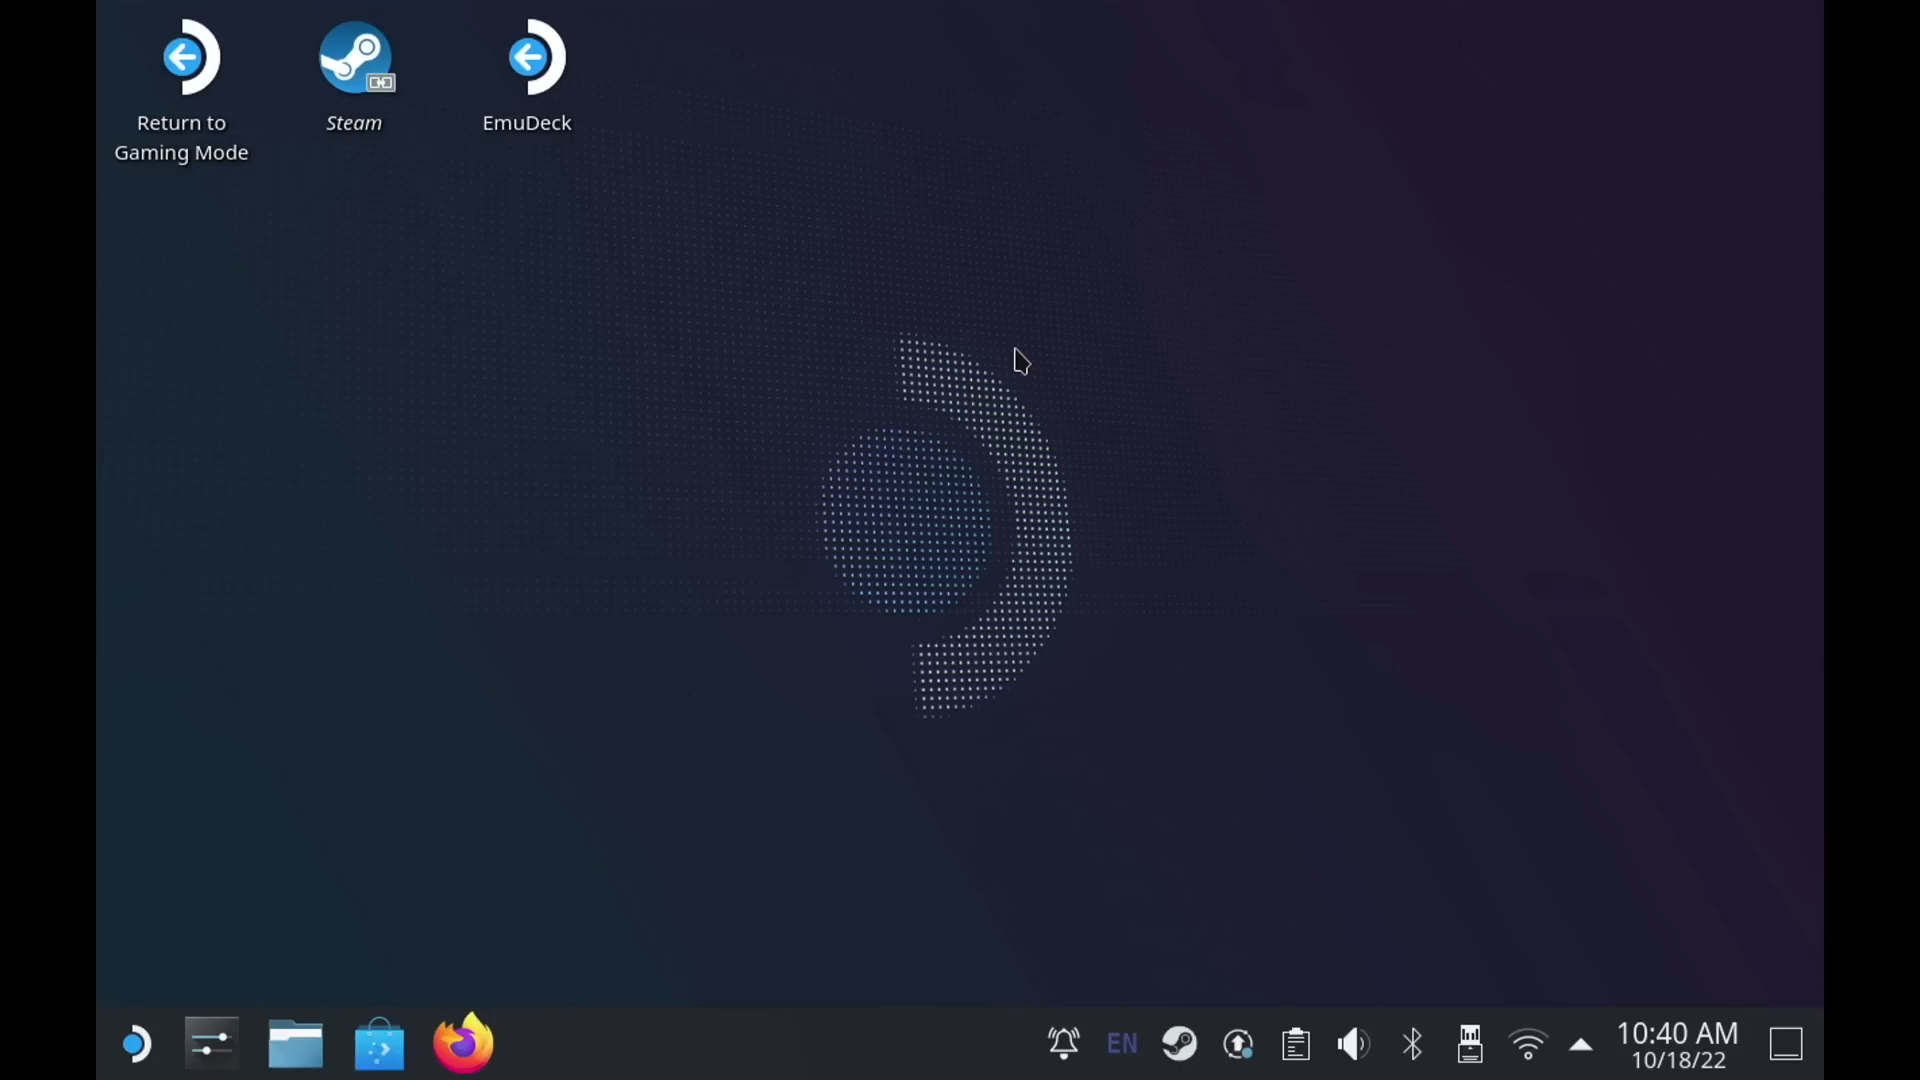 Return to
Gaming Mode
Steam
EmuDeck
EN
10:40 AM
10/18/22